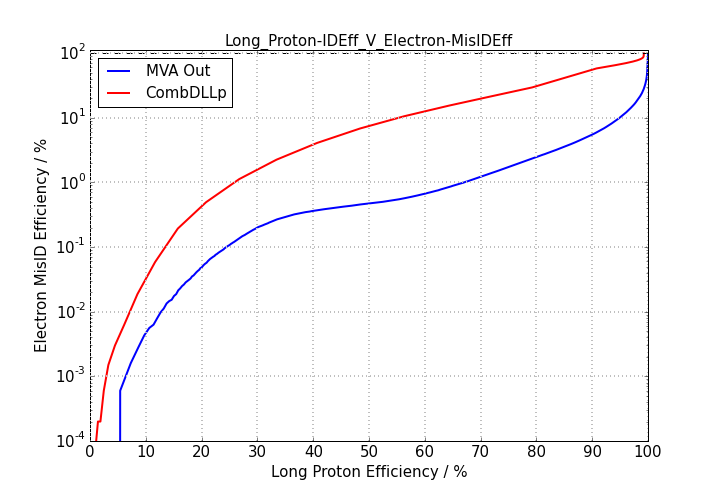 Long_Proton-IDEff_V_Electron-MisIDEff
MVA Out
CombDLLp
Electron MisID Efficiency / %
10^2
10^1
10^0
10^-1
10^-2
10^-3
10^-4
0 10 20 30 40 50 60 70 80 90 100
Long Proton Efficiency / %